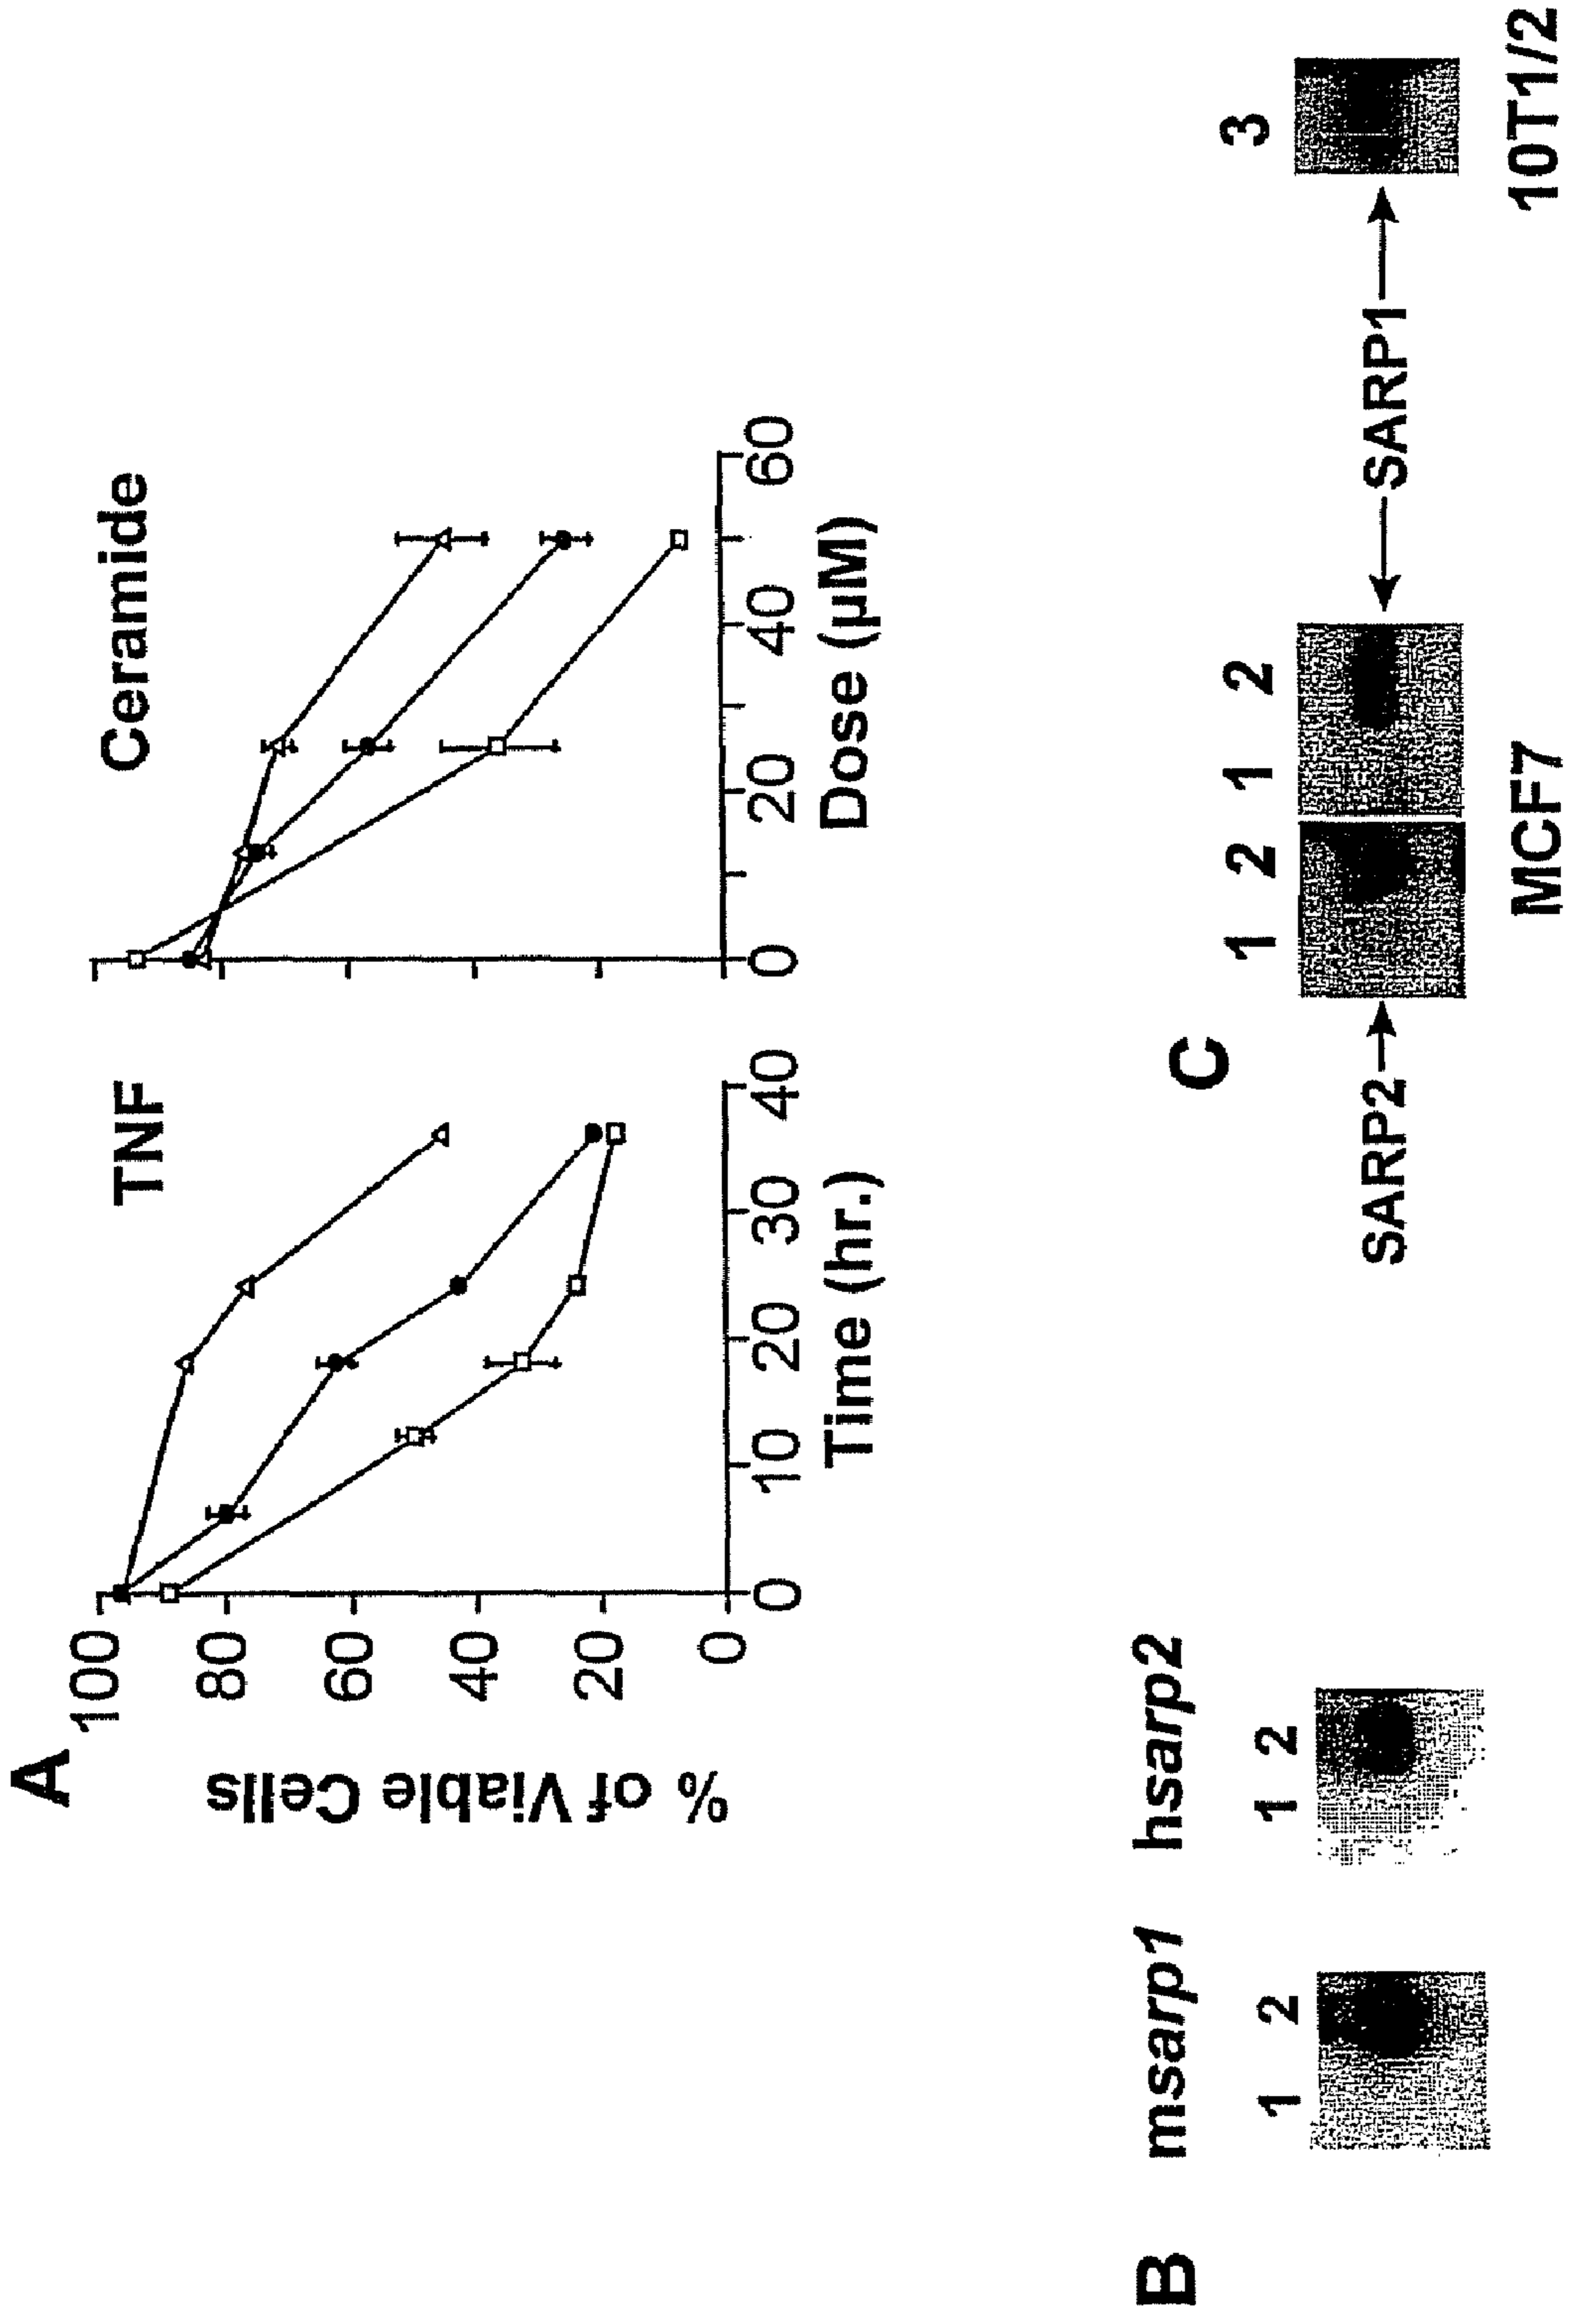 A
TNF
Ceramide
% of Viable Cells
100
80
60
40
20
0
0 10 20 30 40
0 20 40 60
Time (hr.)
Dose (µM)
B
msarp1 hsarp2
1 2 1 2
C
1 2 1 2 3
SARP2 SARP1
MCF7 10T1/2